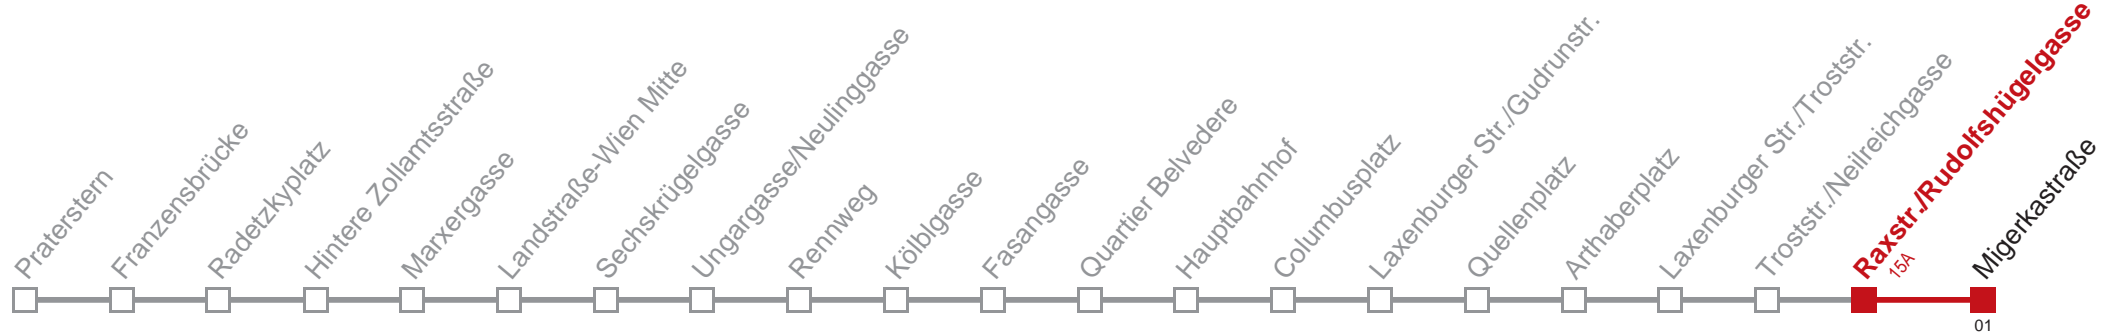 Praterstern
Franzensbrücke
Radetzkyplatz
Hintere Zollamtsstraße
Marxergasse
Landstraße-Wien Mitte
Sechskrügelgasse
Ungargasse/Neulinggasse
Rennweg
Kölblgasse
Fasangasse
Quartier Belvedere
Hauptbahnhof
Columbusplatz
Laxenburger Str./Gudrunstr.
Quellenplatz
Arthaberplatz
Laxenburger Str./Troststr.
Troststr./Neilreichgasse
Raxstr./Rudolfshügelgasse
15A
Migerkastraße
01